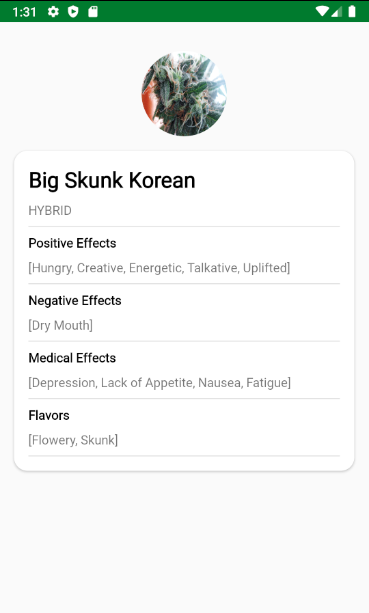 1:31
Big Skunk Korean
HYBRID
Positive Effects
[Hungry, Creative, Energetic, Talkative, Uplifted]
Negative Effects
[Dry Mouth]
Medical Effects
[Depression, Lack of Appetite, Nausea, Fatigue]
Flavors
[Flowery, Skunk]